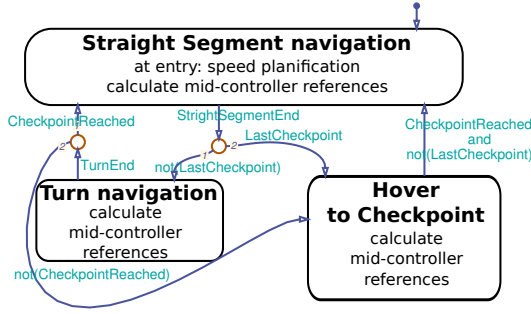 Straight Segment navigation
at entry: speed planification
calculate mid-controller references
CheckpointReached
1
2
TurnEnd
StrightSegmentEnd
LastCheckpoint
1
2
not(LastCheckpoint)
CheckpointReached
and
not(LastCheckpoint)
Turn navigation
calculate
mid-controller
references
Hover
to Checkpoint
calculate
mid-controller
references
not(CheckpointReached)